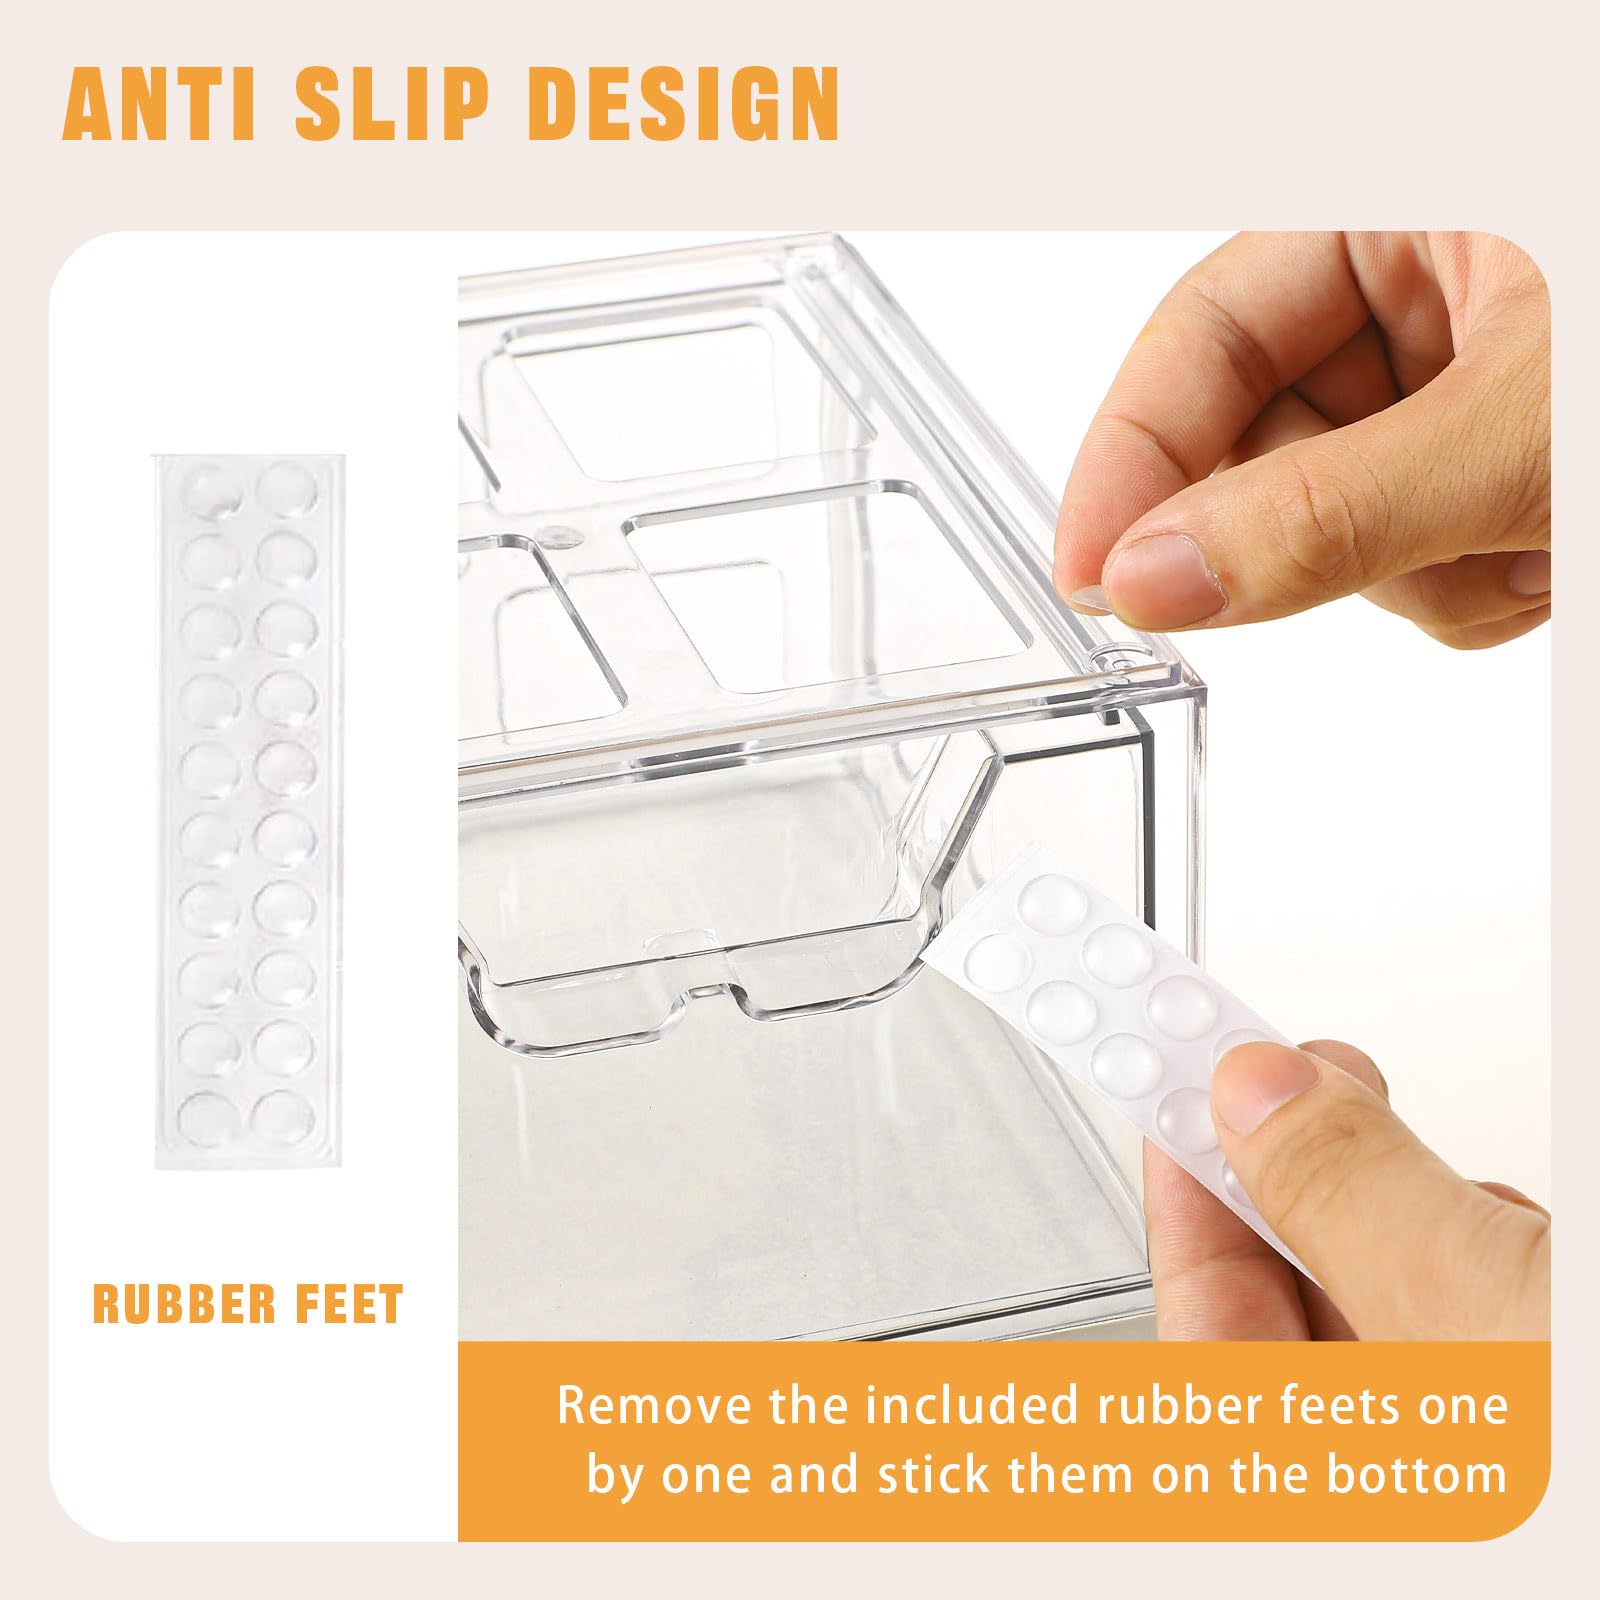 ANTI SLIP DESIGN
RUBBER FEET
Remove the included rubber feets one
by one and stick them on the bottom